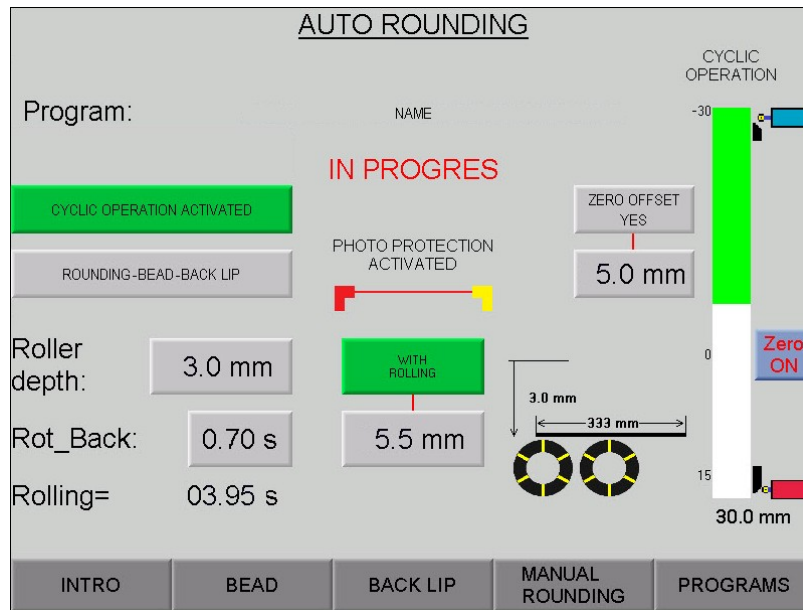 AUTO ROUNDING
CYCLIC
OPERATION
Program:
NAME
-30
IN PROGRES
CYCLIC OPERATION ACTIVATED
ZERO OFFSET
YES
PHOTO PROTECTION
ACTIVATED
ROUNDING-BEAD-BACK LIP
5.0 mm
Roller
depth:
3.0 mm
WITH
ROLLING
0
Zero
ON
3.0 mm
333 mm
Rot_Back:
0.70 s
5.5 mm
15
Rolling=
03.95 s
30.0 mm
INTRO
BEAD
BACK LIP
MANUAL
ROUNDING
PROGRAMS